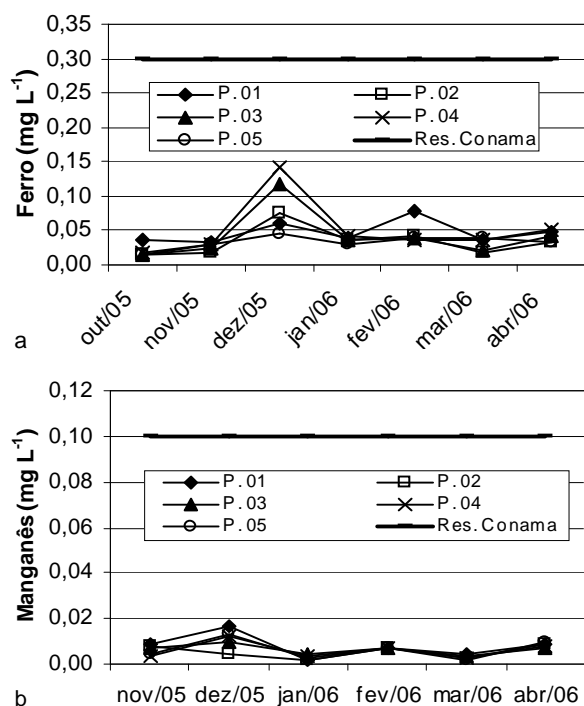 0,35
0,30
0,25
0,20
0,15
0,10
0,05
0,00
Ferro (mg L-1)
P.01 P.02
P.03 P.04
P.05 Res.Conama
out/05 nov/05 dez/05 jan/06 fev/06 mar/06 abr/06
a
0,12
0,10
0,08
0,06
0,04
0,02
0,00
Manganês (mg L-1)
P.01 P.02
P.03 P.04
P.05 Res.Conama
nov/05 dez/05 jan/06 fev/06 mar/06 abr/06
b